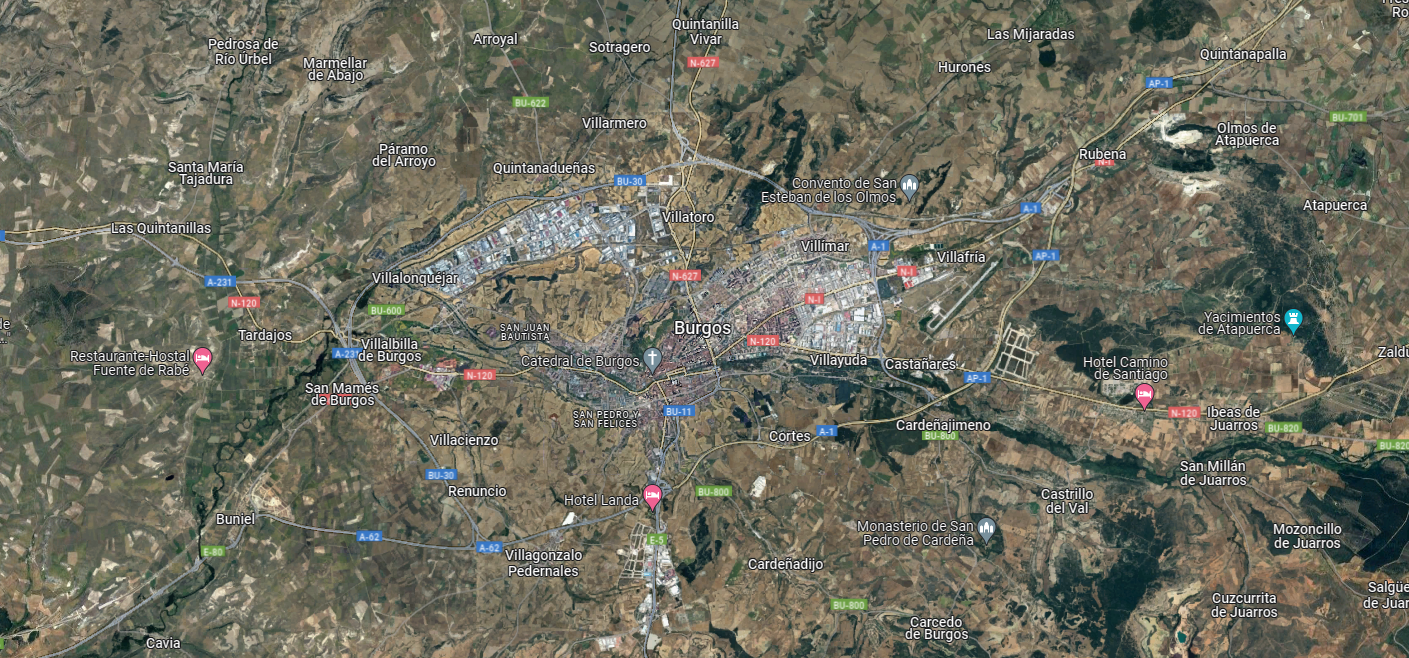 Quintanilla
Vivar
Las Mijaradas
Arroyal
Sotragero
Pedrosa de
Río Úrbel
Marmellar
de Abajo
N-627
Hurones
Quintanapalla
AP-1
BU-622
BU-701
Villarmero
Olmos de
Atapuerca
Páramo
del Arroyo
Rubena
N-I
Santa María
Tajadura
Quintanadueñas
BU-30
Convento de San
Esteban de los Olmos
Atapuerca
A-1
Villatoro
Las Quintanillas
Villímar
A-1
AP-1
Villafría
N-I
Villalonquéjar
N-627
A-231
N-120
BU-600
N-I
Burgos
SAN JUAN
BAUTISTA
Yacimientos
de Atapuerca
Tardajos
N-120
Villalbilla
de Burgos
A-231
Restaurante-Hostal
Fuente de Rabé
Catedral de Burgos
Villayuda
Castañares
Hotel Camino
de Santiago
N-120
AP-1
San Mamés
de Burgos
SAN PEDRO Y
SAN FELICES
BU-11
N-120
Ibeas de
Juarros
BU-820
Cardeñajimeno
BU-800
A-1
Cortes
Villacienzo
BU-820
BU-30
San Millán
de Juarros
Renuncio
Hotel Landa
BU-800
Castrillo
del Val
Buniel
Monasterio de San
Pedro de Cardeña
Mozoncillo
de Juarros
A-62
E-5
A-62
E-80
Villagonzalo
Pedernales
Cardeñadijo
BU-800
Cuzcurrita
de Juarros
Carcedo
de Burgos
Cavia